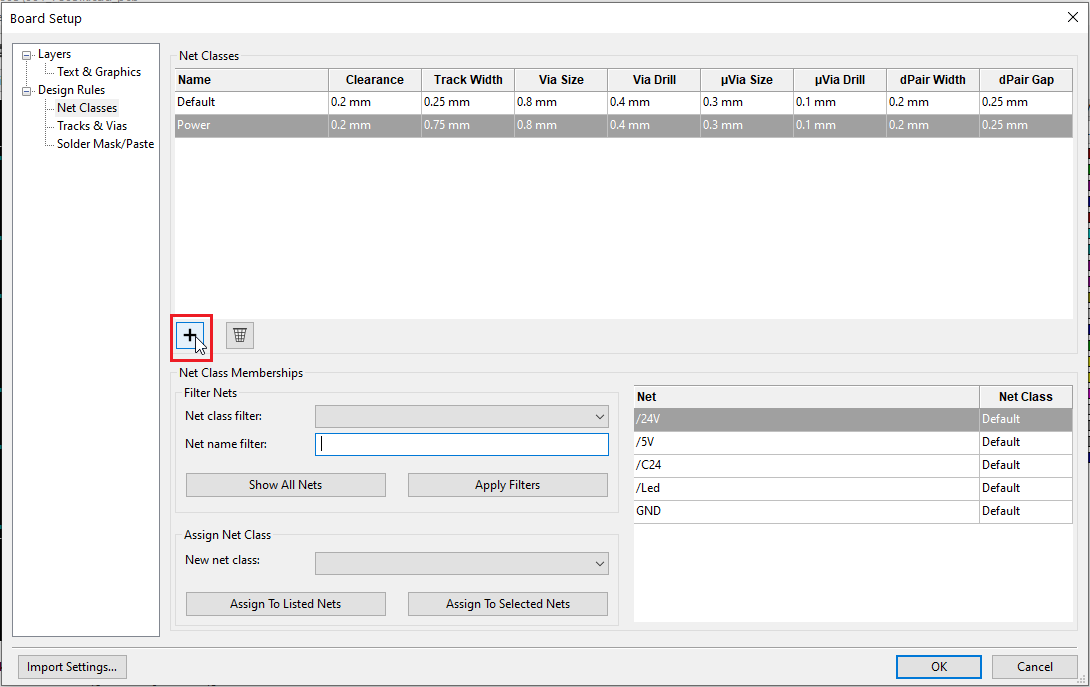 Board Setup
Layers
Text & Graphics
Design Rules
Net Classes
Tracks & Vias
Solder Mask/Paste
Net Classes
Name Clearance Track Width Via Size Via Drill µVia Size µVia Drill dPair Width dPair Gap
Default 0.2 mm 0.25 mm 0.8 mm 0.4 mm 0.3 mm 0.1 mm 0.2 mm 0.25 mm
Power 0.2 mm 0.75 mm 0.8 mm 0.4 mm 0.3 mm 0.1 mm 0.2 mm 0.25 mm
Net Class Memberships
Filter Nets
Net class filter:
Net name filter:
Show All Nets Apply Filters
Assign Net Class
New net class:
Assign To Listed Nets Assign To Selected Nets
Net Net Class
/24V Default
/5V Default
/C24 Default
/Led Default
GND Default
Import Settings... OK Cancel